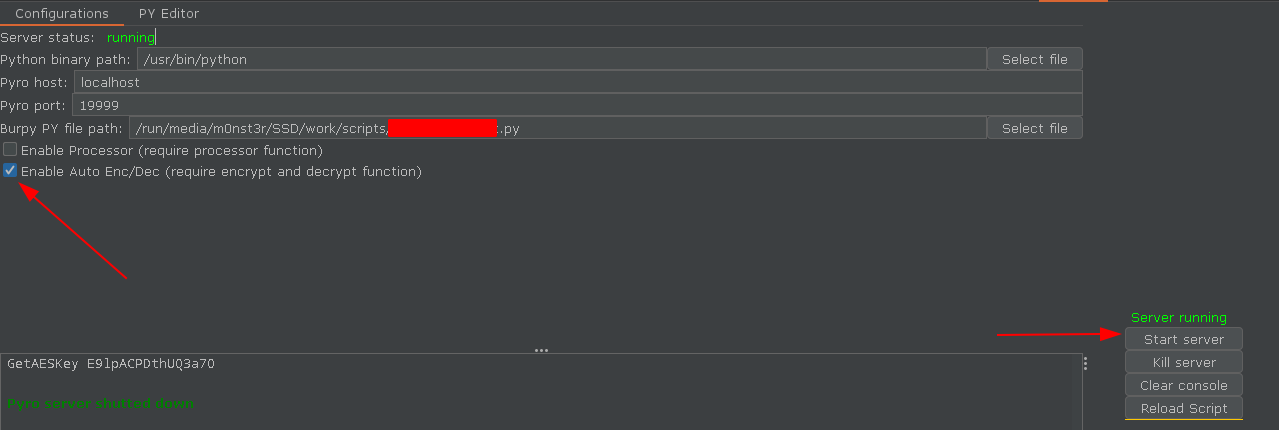 Configurations PY Editor
Server status: running
Python binary path: /usr/bin/python Select file
Pyro host: localhost
Pyro port: 19999
Burpy PY file path: /run/media/m0nst3r/SSD/work/scripts/ .py Select file
Enable Processor (require processor function)
Enable Auto Enc/Dec (require encrypt and decrypt function)
Server running
Start server
Kill server
Clear console
Reload Script
GetAESKey E9lpACPDthUQ3a70
Pyro server shutted down